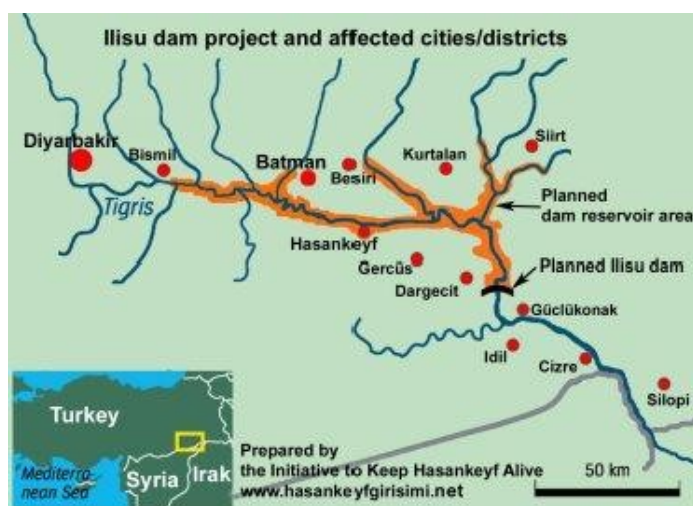 Ilisu dam project and affected cities/districts
Diyarbakir
Bismil
Batman
Besiri
Kurtalan
Siirt
Tigris
Planned
dam reservoir area
Hasankeyf
Gercüs
Dargecit
Planned Ilisu dam
Güclükonak
Idil
Cizre
Silopi
Turkey
Mediterra-
nean Sea
Syria
Irak
Prepared by
the Initiative to Keep Hasankeyf Alive
www.hasankeyfgirisimi.net
50 km